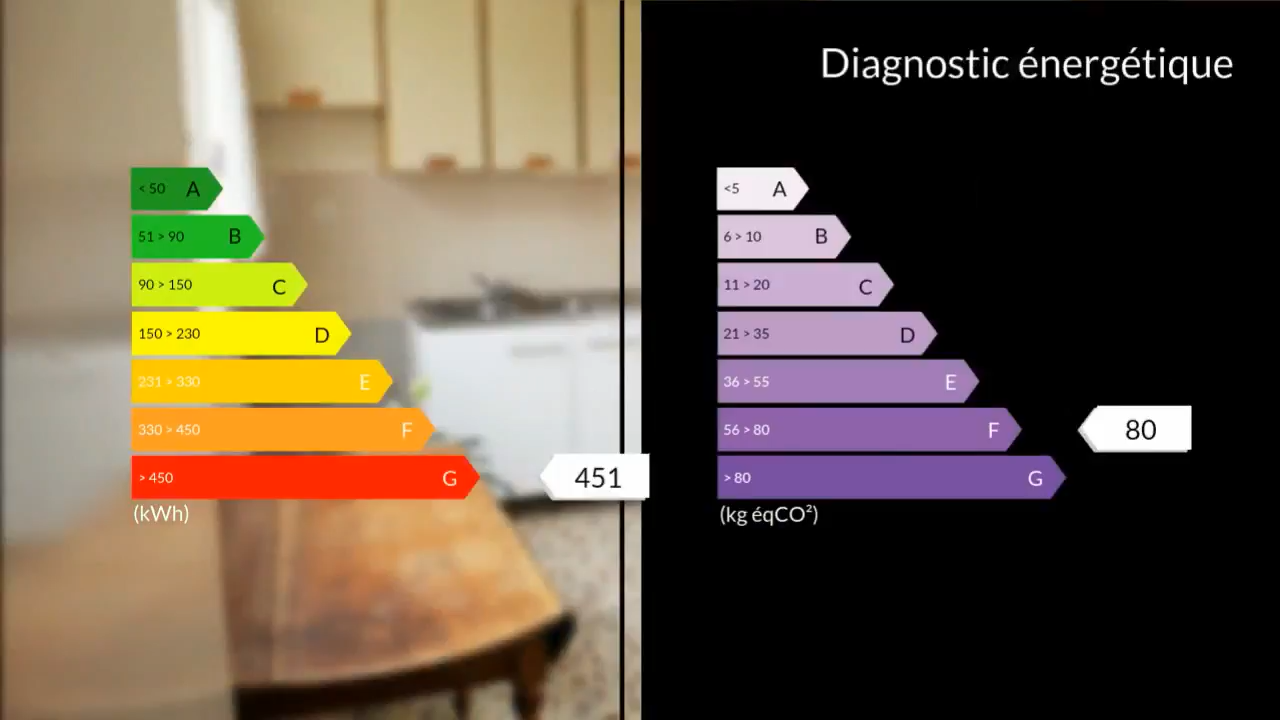 Diagnostic énergétique
< 50 A
51 > 90 B
90 > 150 C
150 > 230 D
231 > 330 E
330 > 450 F
> 450 G
451
(kWh)
<5 A
6 > 10 B
11 > 20 C
21 > 35 D
36 > 55 E
56 > 80 F
80
> 80 G
(kg éqCO²)